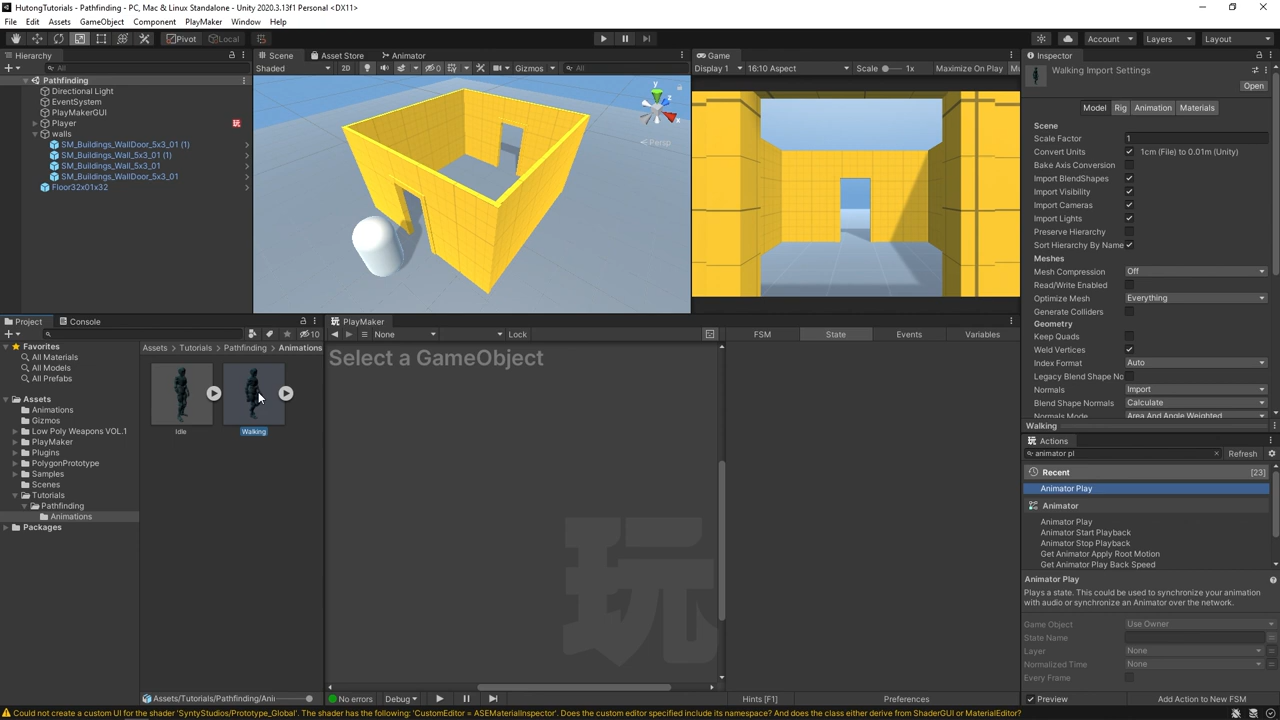 HutongTutorials - Pathfinding - PC, Mac & Linux Standalone - Unity 2020.3.13f1 Personal <DX11>
File Edit Assets GameObject Component PlayMaker Window Help
Pivot Local Account Layers Layout
Hierarchy Scene Asset Store Animator Game Inspector
All Shaded 2D 0 Gizmos All Display 1 16:10 Aspect Scale 1x Maximize On Play Mu
Pathfinding
Directional Light
EventSystem
PlayMakerGUI
Player 玩
walls
SM_Buildings_WallDoor_5x3_01 (1)
SM_Buildings_Wall_5x3_01 (1)
SM_Buildings_Wall_5x3_01
SM_Buildings_WallDoor_5x3_01
Floor32x01x32
y
z
x
< Persp
Walking Import Settings
Open
Model Rig Animation Materials
Scene
Scale Factor 1
Convert Units 1cm (File) to 0.01m (Unity)
Bake Axis Conversion
Import BlendShapes
Import Visibility
Import Cameras
Import Lights
Preserve Hierarchy
Sort Hierarchy By Name
Meshes
Mesh Compression Off
Read/Write Enabled
Optimize Mesh Everything
Generate Colliders
Geometry
Keep Quads
Weld Vertices
Index Format Auto
Legacy Blend Shape No
Normals Import
Blend Shape Normals Calculate
Normals Mode Area And Angle Weighted
Walking
Project Console
10
Favorites
All Materials
All Models
All Prefabs
Assets
Animations
Gizmos
Low Poly Weapons VOL.1
PlayMaker
Plugins
PolygonPrototype
Samples
Scenes
Tutorials
Pathfinding
Animations
Packages
Assets Tutorials Pathfinding Animations
Idle Walking
Assets/Tutorials/Pathfinding/Ani
PlayMaker
None Lock FSM State Events Variables
Select a GameObject
玩
No errors Debug Hints [F1] Preferences
Actions
animator pl Refresh
Recent [23]
Animator Play
Animator
Animator Play
Animator Start Playback
Animator Stop Playback
Get Animator Apply Root Motion
Get Animator Play Back Speed
Animator Play
Plays a state. This could be used to synchronize your animation
with audio or synchronize an Animator over the network.
Game Object Use Owner
State Name
Layer None
Normalized Time None
Every Frame
Preview Add Action to New FSM
Could not create a custom UI for the shader 'SyntyStudios/Prototype_Global'. The shader has the following: 'CustomEditor = ASEMaterialInspector'. Does the custom editor specified include its namespace? And does the class either derive from ShaderGUI or MaterialEditor?